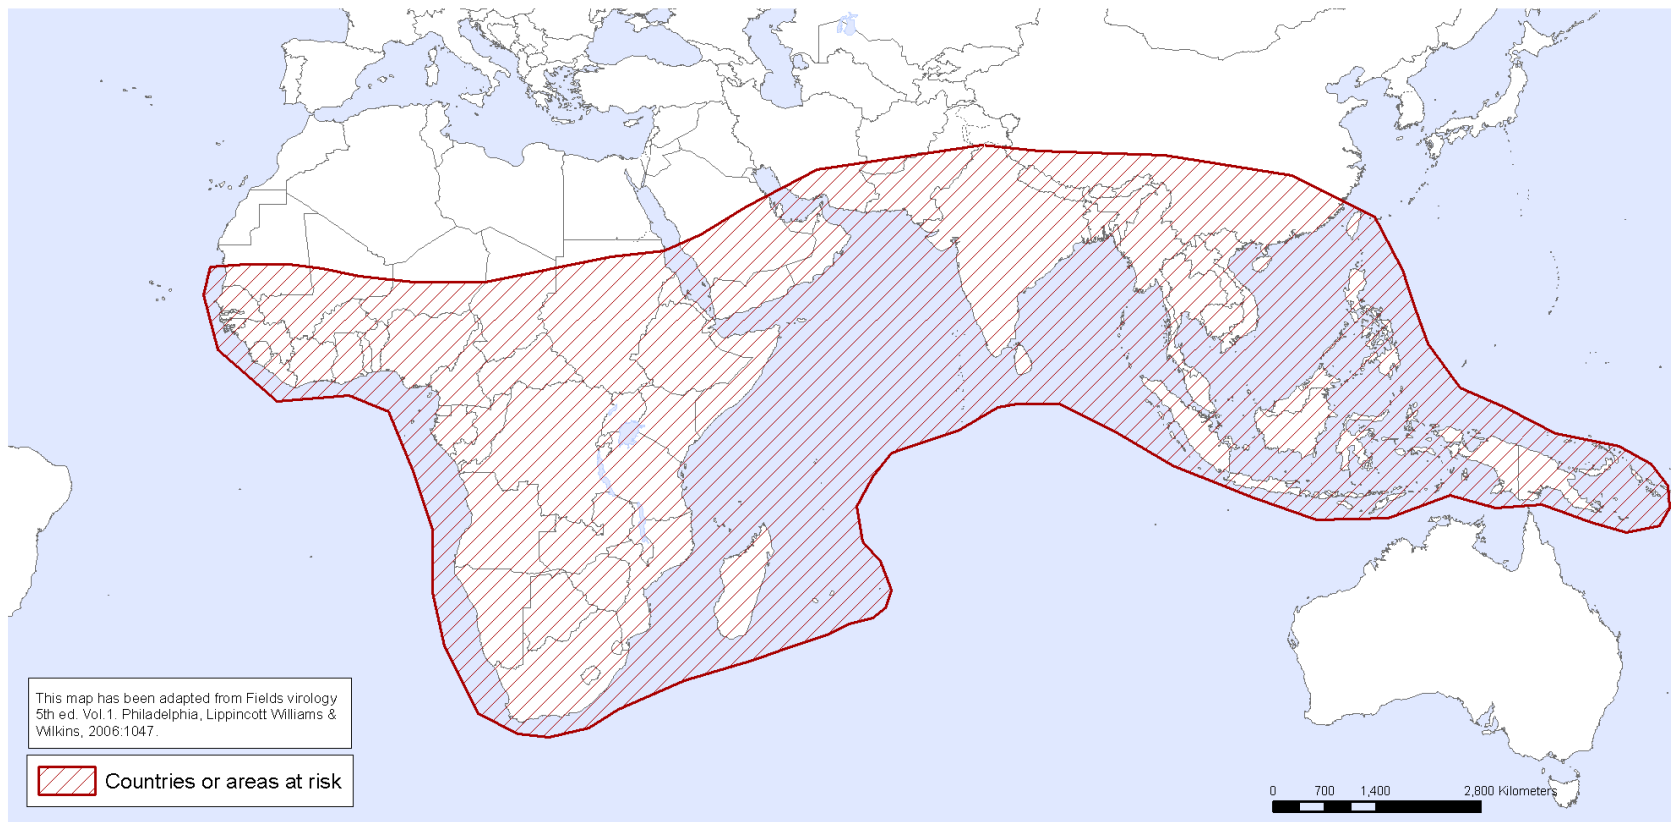 This map has been adapted from Fields virology
5th ed. Vol.1. Philadelphia, Lippincott Williams &
Wilkins, 2006:1047.
Countries or areas at risk
0 700 1,400 2,800 Kilometers